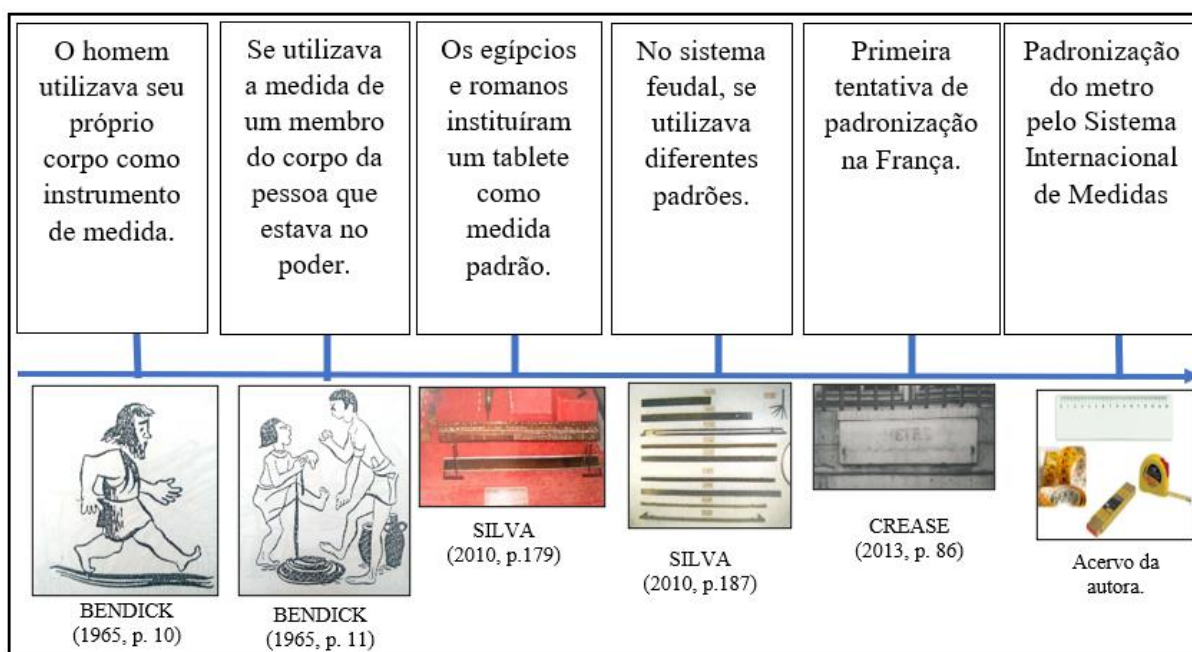 O homem
utilizava seu
próprio
corpo como
instrumento
de medida.
Se utilizava
a medida de
um membro
do corpo da
pessoa que
estava no
poder.
Os egípcios
e romanos
instituíram
um tablete
como
medida
padrão.
No sistema
feudal, se
utilizava
diferentes
padrões.
Primeira
tentativa de
padronização
na França.
Padronização
do metro
pelo Sistema
Internacional
de Medidas
BENDICK
(1965, p. 10)
BENDICK
(1965, p. 11)
SILVA
(2010, p.179)
SILVA
(2010, p.187)
CREASE
(2013, p. 86)
Acervo da
autora.